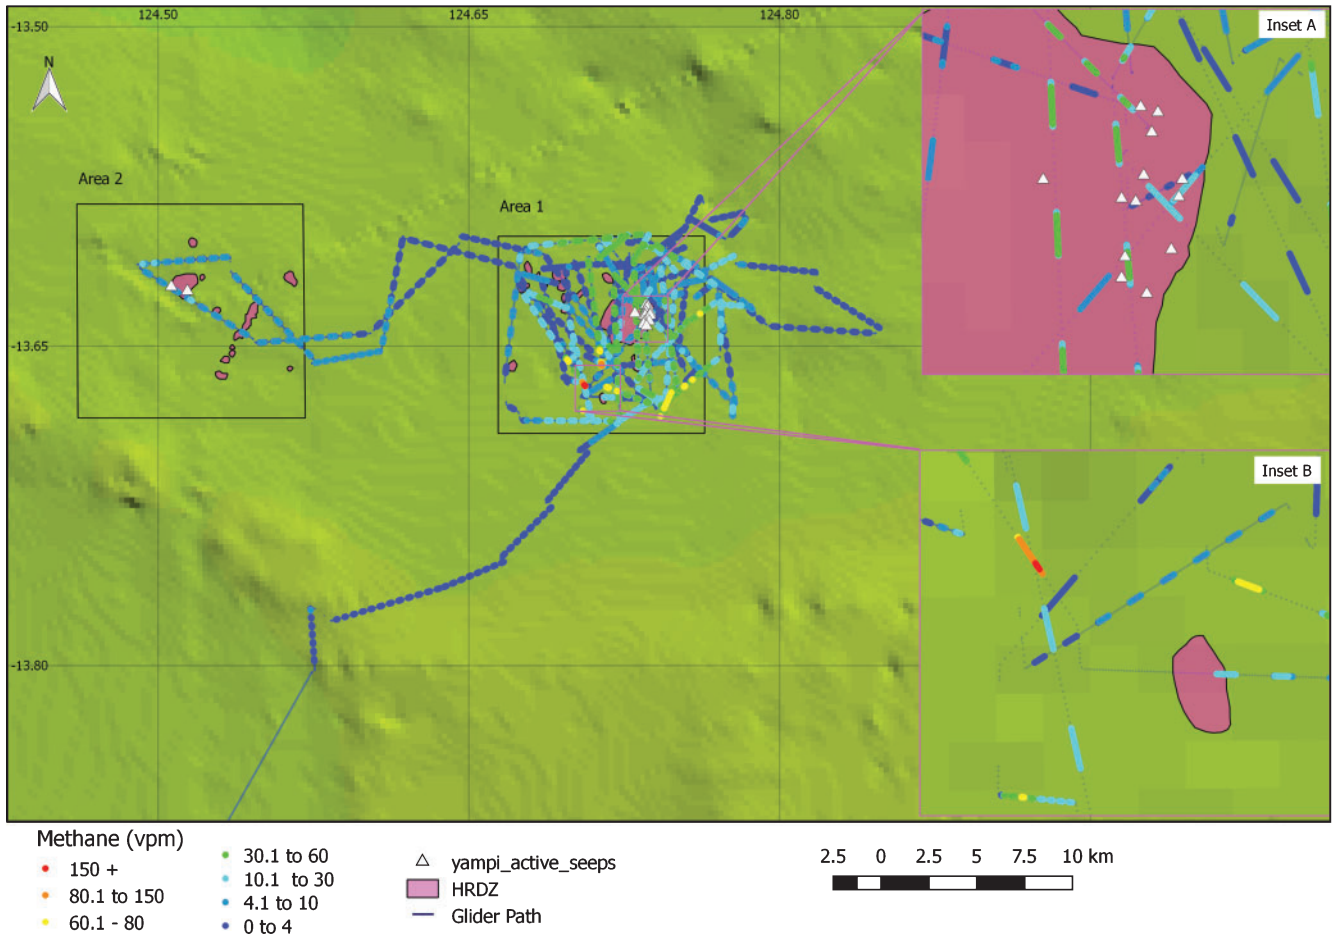 124.50 124.65 124.80
-13.50
Inset A
N
Area 2
Area 1
-13.65
Inset B
-13.80
Methane (vpm)
150 +
80.1 to 150
60.1 - 80
30.1 to 60
10.1 to 30
4.1 to 10
0 to 4
yampi_active_seeps
HRDZ
Glider Path
2.5 0 2.5 5 7.5 10 km